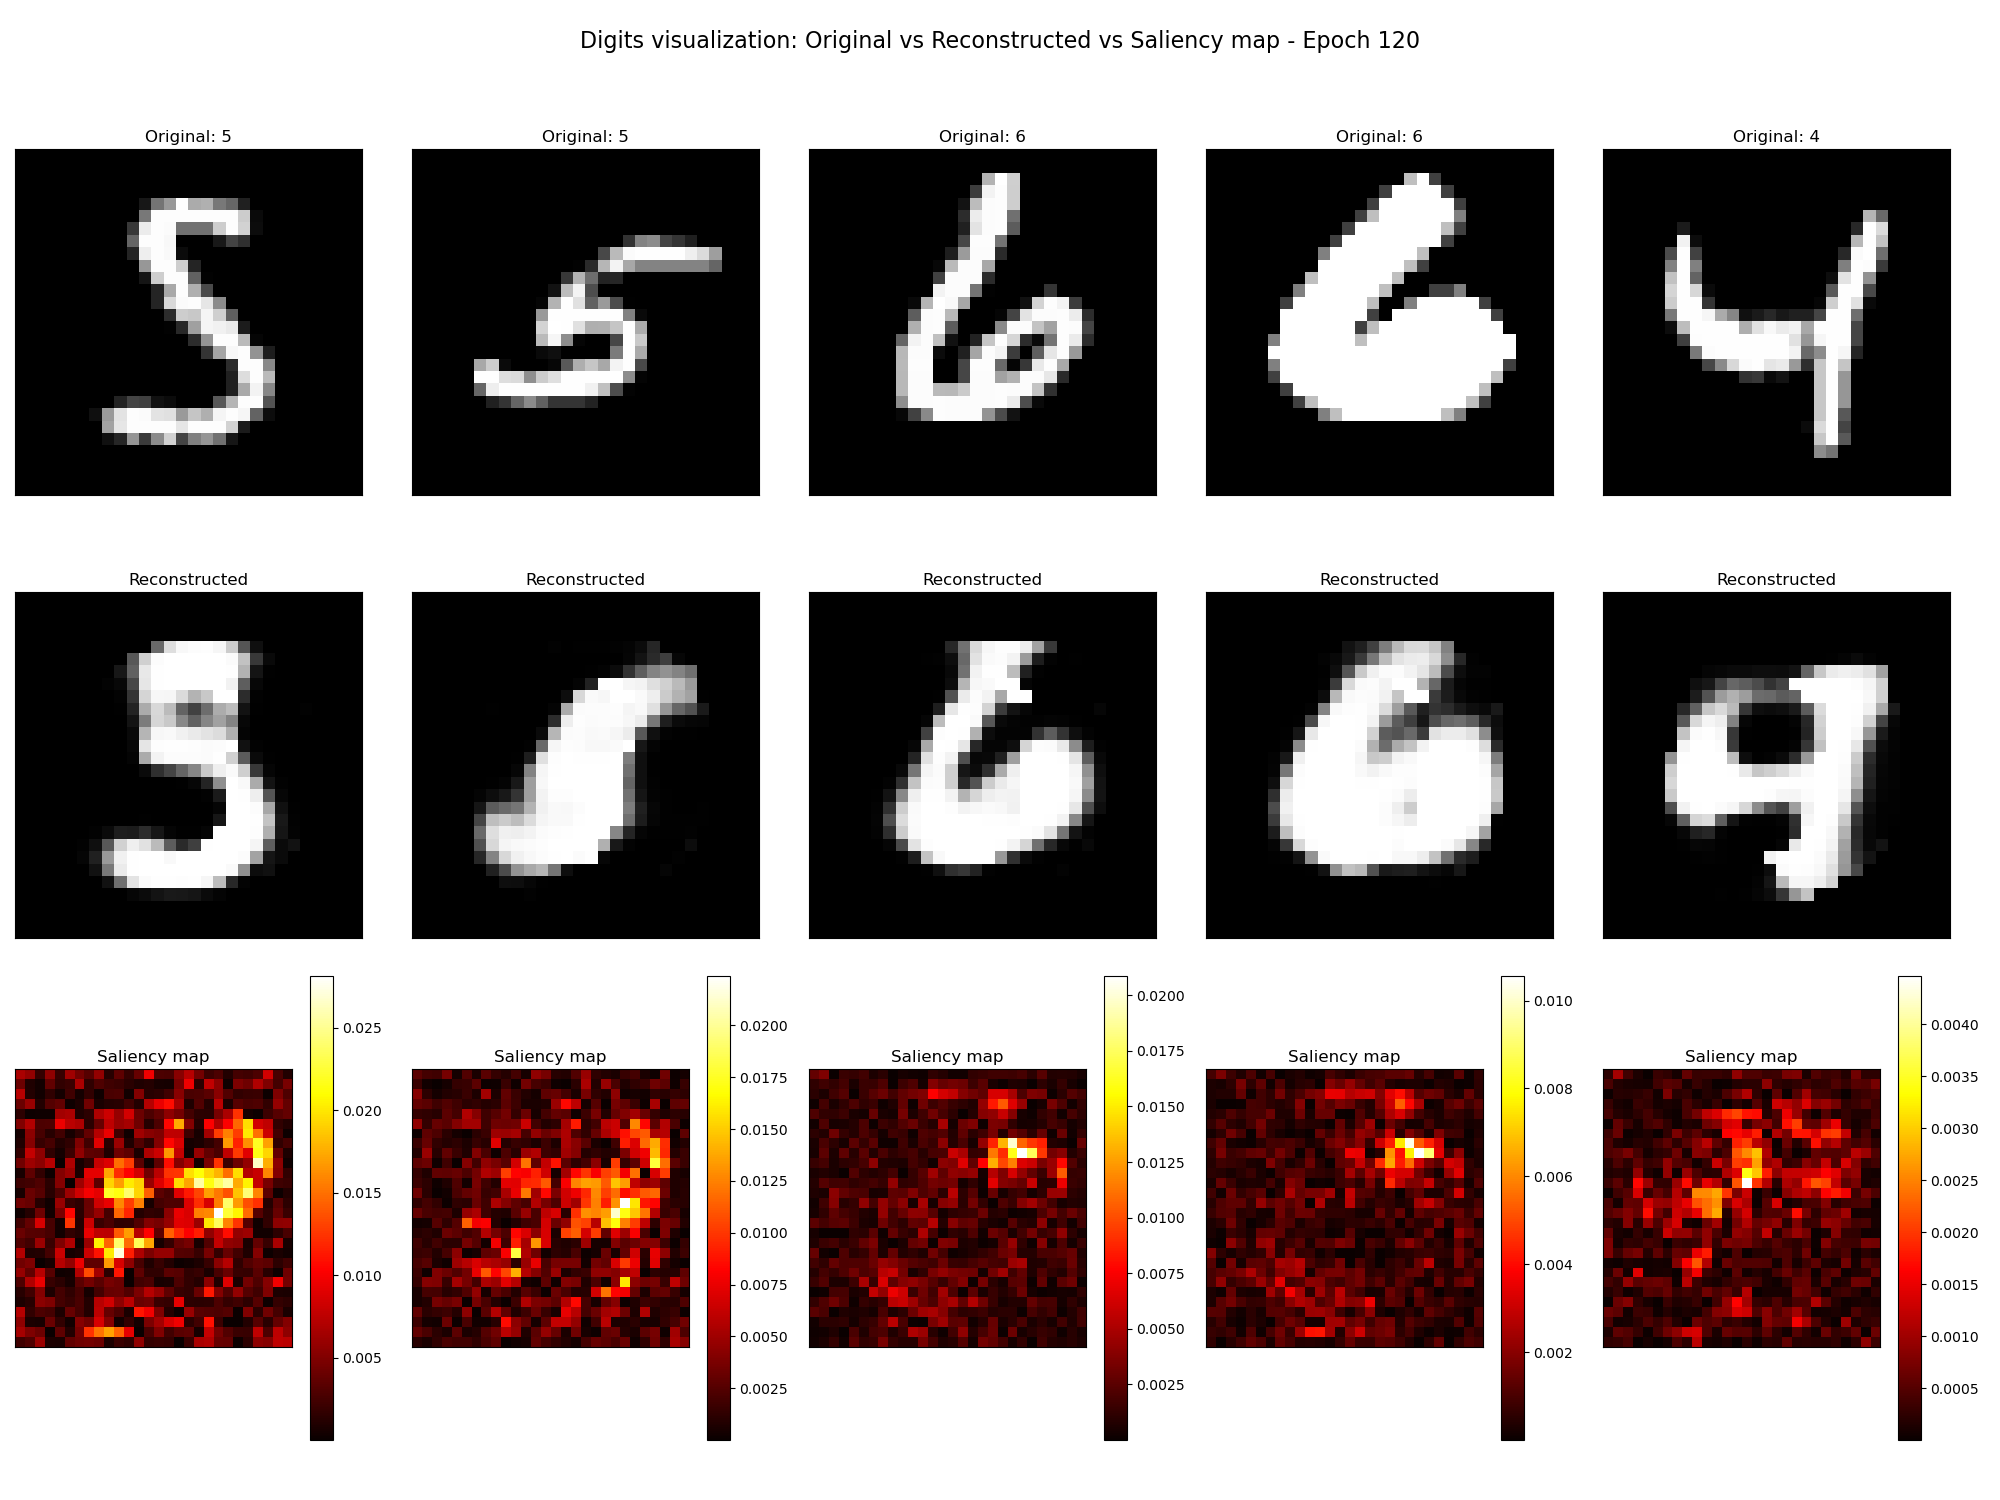 Digits visualization: Original vs Reconstructed vs Saliency map - Epoch 120
Original: 5
Original: 5
Original: 6
Original: 6
Original: 4
Reconstructed
Reconstructed
Reconstructed
Reconstructed
Reconstructed
Saliency map
0.025
0.020
0.015
0.010
0.005
Saliency map
0.0200
0.0175
0.0150
0.0125
0.0100
0.0075
0.0050
0.0025
Saliency map
0.0200
0.0175
0.0150
0.0125
0.0100
0.0075
0.0050
0.0025
Saliency map
0.010
0.008
0.006
0.004
0.002
Saliency map
0.0040
0.0035
0.0030
0.0025
0.0020
0.0015
0.0010
0.0005